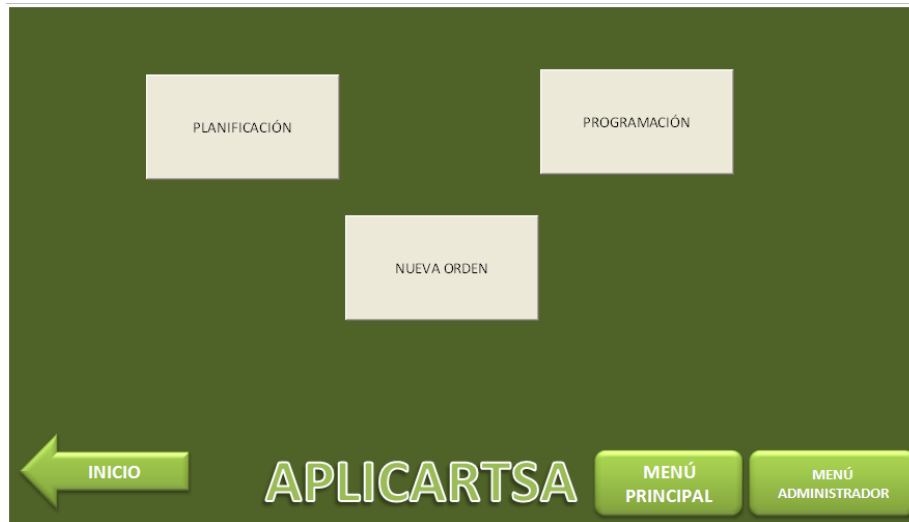 PLANIFICACIÓN
PROGRAMACIÓN
NUEVA ORDEN
INICIO
APLICARTSA
MENÚ
PRINCIPAL
MENÚ
ADMINISTRADOR